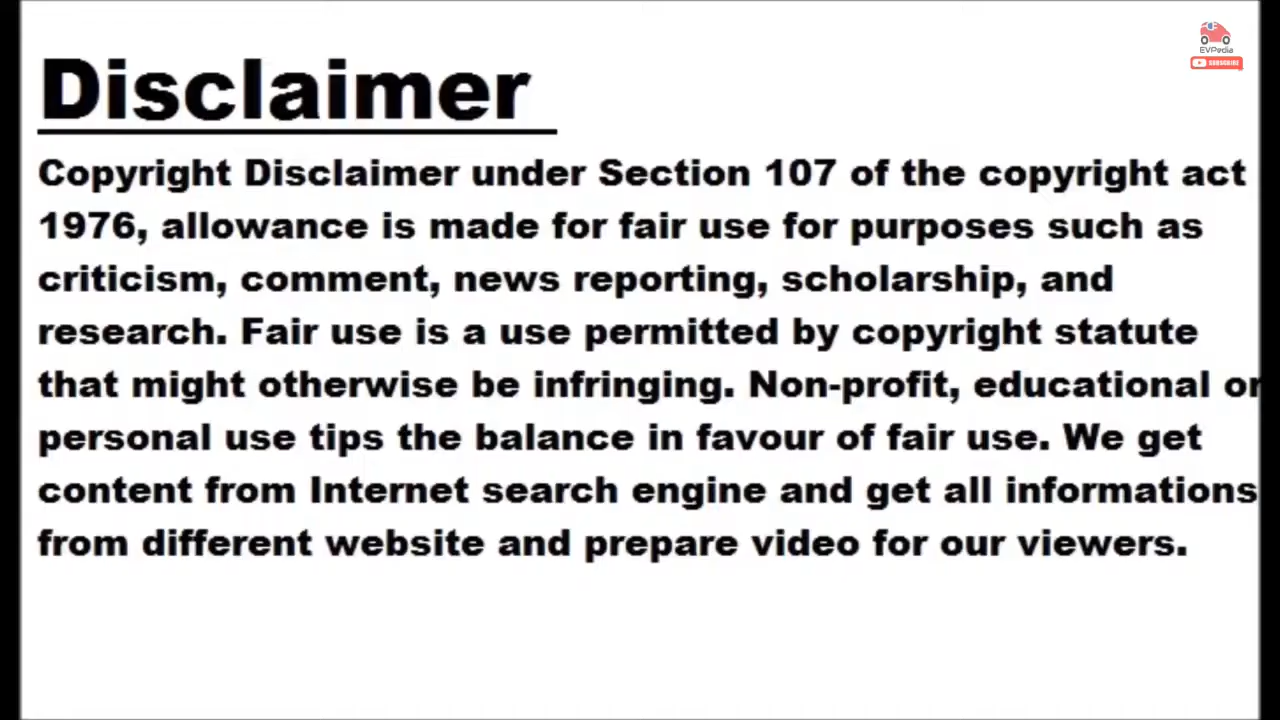 EVPedia
SUBSCRIBE
Disclaimer
Copyright Disclaimer under Section 107 of the copyright act
1976, allowance is made for fair use for purposes such as
criticism, comment, news reporting, scholarship, and
research. Fair use is a use permitted by copyright statute
that might otherwise be infringing. Non-profit, educational or
personal use tips the balance in favour of fair use. We get
content from Internet search engine and get all informations
from different website and prepare video for our viewers.